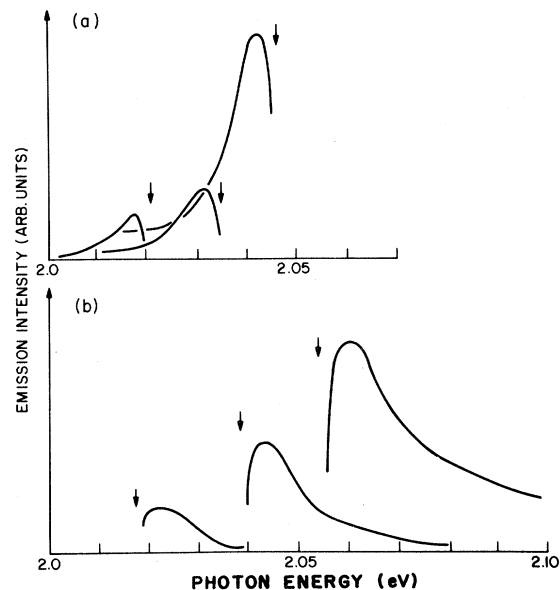 (a)
2.0
2.05
(b)
EMISSION INTENSITY (ARB. UNITS)
2.0
2.05
2.10
PHOTON ENERGY (eV)